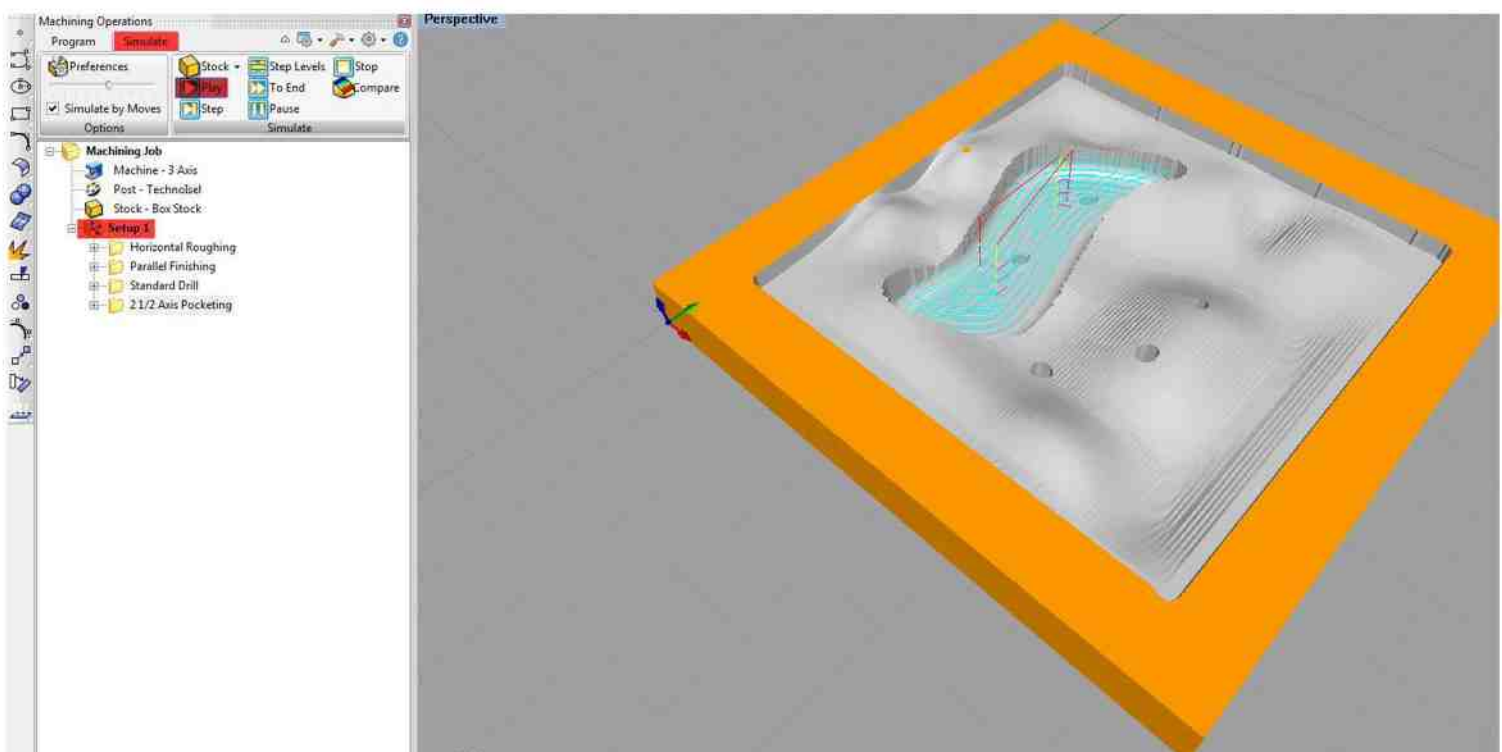 Machining Operations
Perspective
Program Simulate
Preferences
Stock
Step Levels
Stop
Play
To End
Compare
Simulate by Moves
Step
Pause
Options
Simulate
Machining Job
Machine - 3 Axis
Post - Technoisel
Stock - Box Stock
Setup 1
Horizontal Roughing
Parallel Finishing
Standard Drill
2 1/2 Axis Pocketing